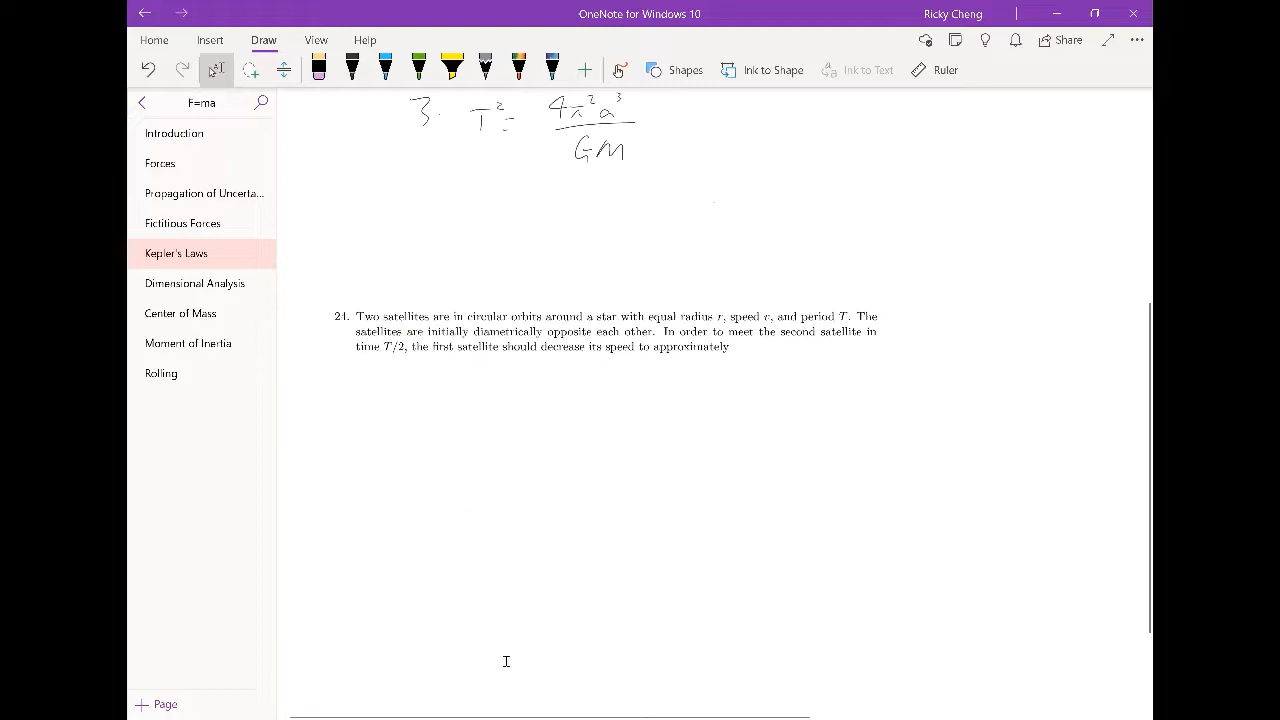 OneNote for Windows 10
Ricky Cheng
Home Insert Draw View Help
Share
Shapes
Ink to Shape
Ink to Text
Ruler
F=ma
Introduction
Forces
Propagation of Uncerta...
Fictitious Forces
Kepler's Laws
Dimensional Analysis
Center of Mass
Moment of Inertia
Rolling
Page
3. T² = 4π²a³ / GM
24. Two satellites are in circular orbits around a star with equal radius r, speed v, and period T. The
satellites are initially diametrically opposite each other. In order to meet the second satellite in
time T/2, the first satellite should decrease its speed to approximately